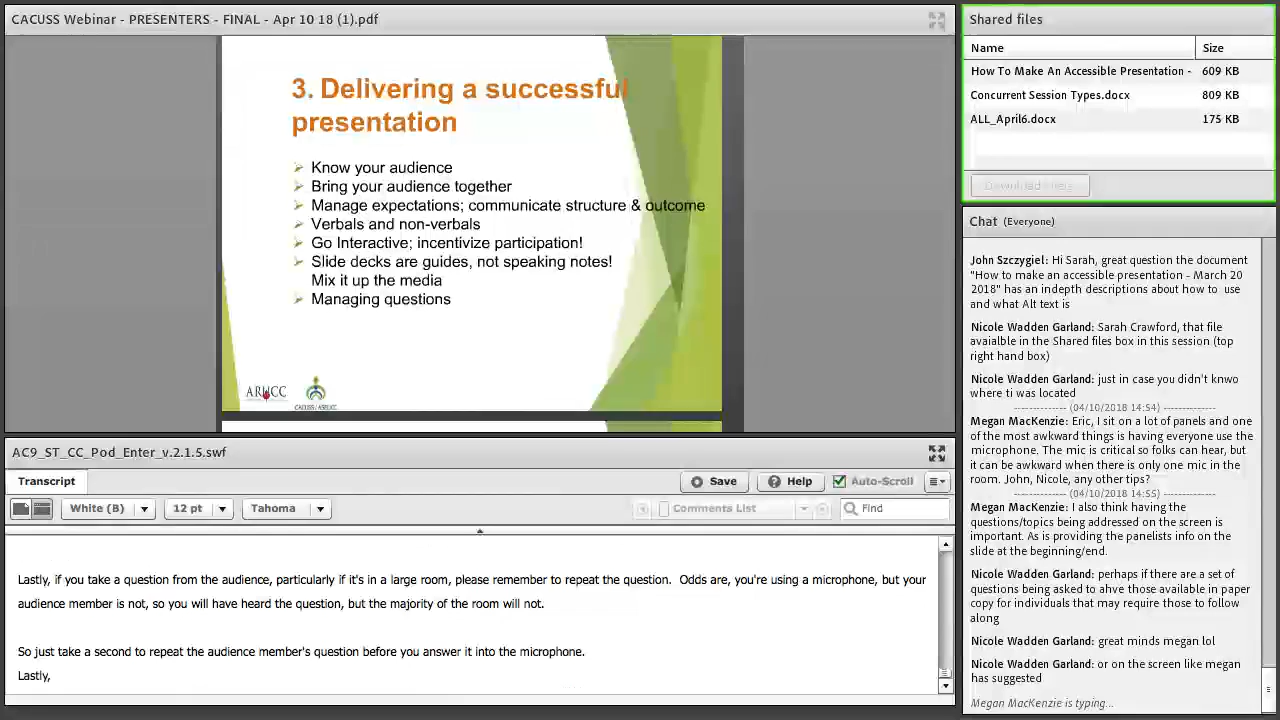 CACUSS Webinar - PRESENTERS - FINAL - Apr 10 18 (1).pdf
3. Delivering a successful
presentation
Know your audience
Bring your audience together
Manage expectations; communicate structure & outcome
Verbals and non-verbals
Go Interactive; incentivize participation!
Slide decks are guides, not speaking notes!
Mix it up the media
Managing questions
ARUCC
CACUSS / ASEUCC
AC9_ST_CC_Pod_Enter_v.2.1.5.swf
Transcript
Save
Help
Auto-Scroll
White (B)
12 pt
Tahoma
Comments List
Find
Lastly, if you take a question from the audience, particularly if it's in a large room, please remember to repeat the question.  Odds are, you're using a microphone, but your
audience member is not, so you will have heard the question, but the majority of the room will not.
So just take a second to repeat the audience member's question before you answer it into the microphone.
Lastly,
Shared files
Name
Size
How To Make An Accessible Presentation -
609 KB
Concurrent Session Types.docx
809 KB
ALL_April6.docx
175 KB
Download File(s)
Chat (Everyone)
John Szczygiel: Hi Sarah, great question the document
"How to make an accessible presentation - March 20
2018" has an indepth descriptions about how to  use
and what Alt text is
Nicole Wadden Garland: Sarah Crawford, that file
avaialble in the Shared files box in this session (top
right hand box)
Nicole Wadden Garland: just in case you didn't knwo
where ti was located
------------- (04/10/2018 14:54) -------------
Megan MacKenzie: Eric, I sit on a lot of panels and one
of the most awkward things is having everyone use the
microphone. The mic is critical so folks can hear, but
it can be awkward when there is only one mic in the
room. John, Nicole, any other tips?
------------- (04/10/2018 14:55) -------------
Megan MacKenzie: I also think having the
questions/topics being addressed on the screen is
important. As is providing the panelists info on the
slide at the beginning/end.
Nicole Wadden Garland: perhaps if there are a set of
questions being asked to ahve those available in paper
copy for individuals that may require those to follow
along
Nicole Wadden Garland: great minds megan lol
Nicole Wadden Garland: or on the screen like megan
has suggested
Megan MacKenzie is typing...